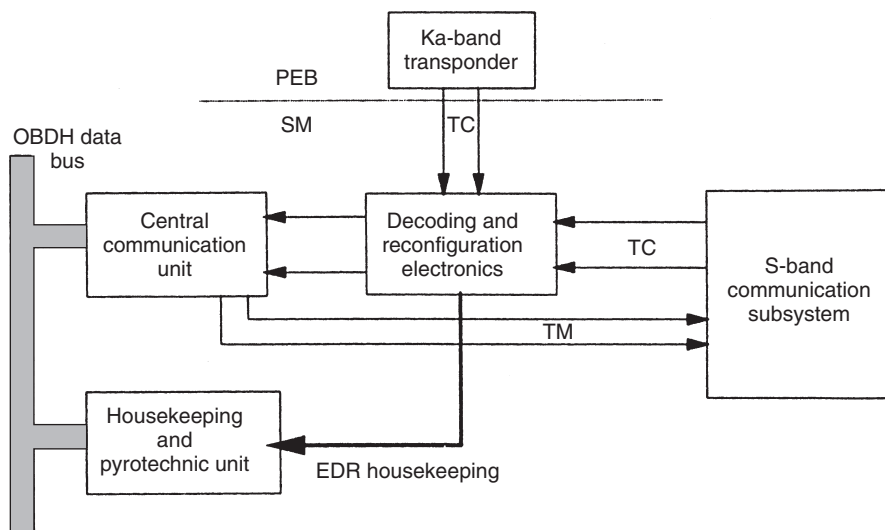 Ka-band
transponder
PEB
SM
TC
OBDH data
bus
Central
communication
unit
Decoding and
reconfiguration
electronics
TC
S-band
communication
subsystem
TM
Housekeeping
and
pyrotechnic unit
EDR housekeeping